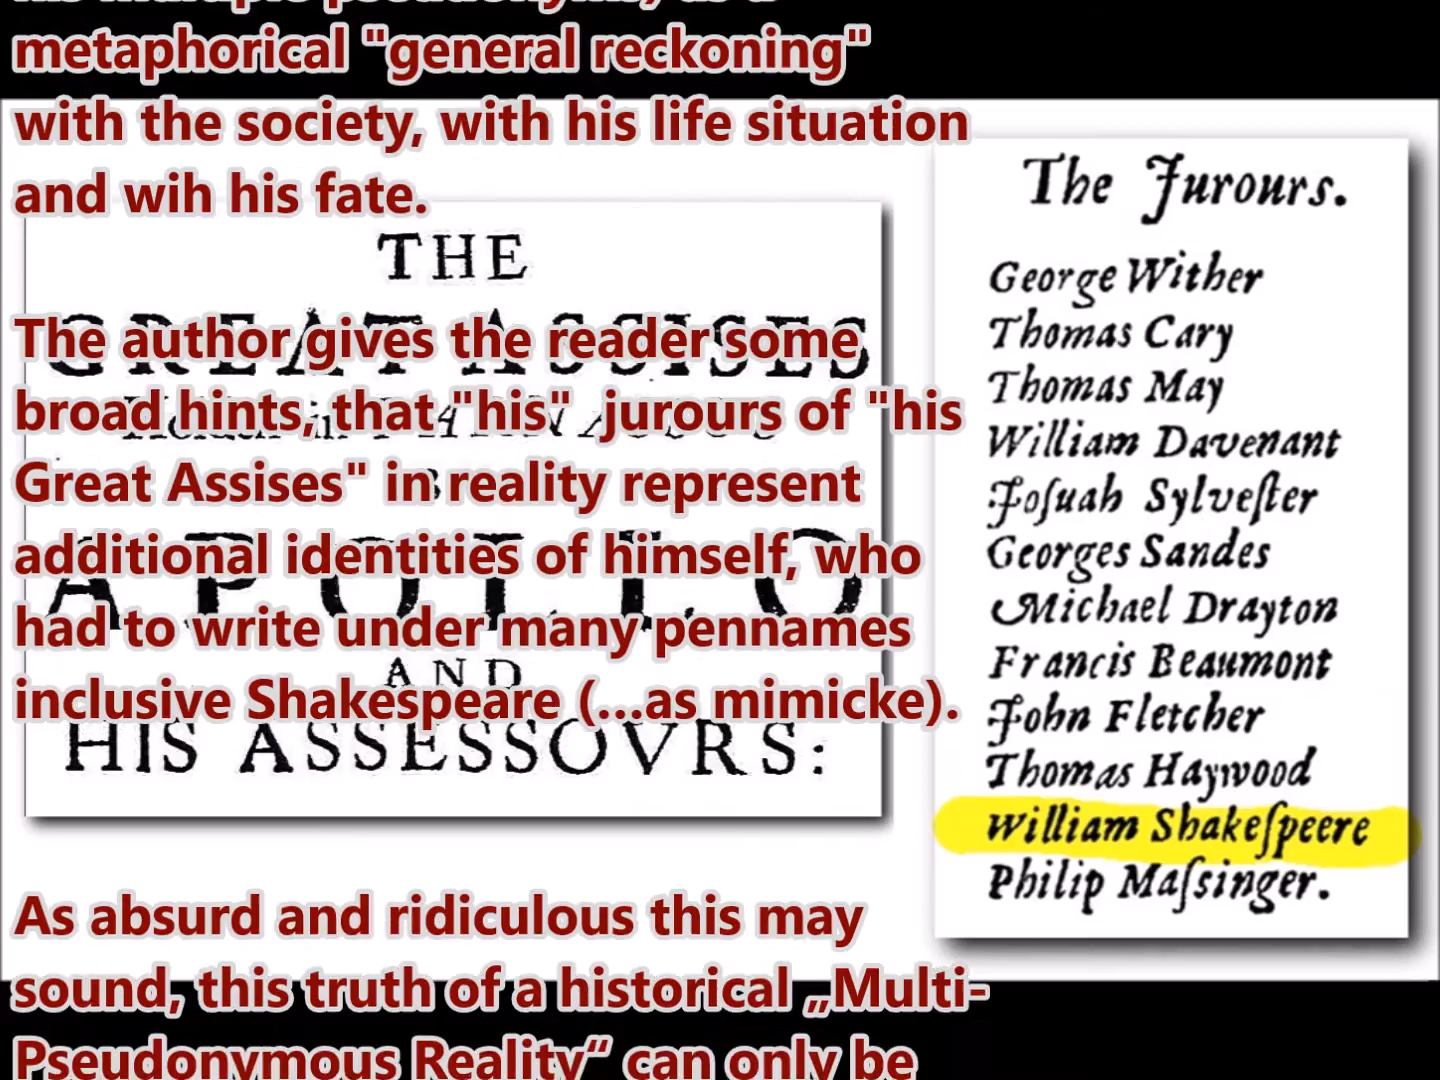 metaphorical "general reckoning"
with the society, with his life situation
and wih his fate.
The author gives the reader some
broad hints, that "his" jurours of "his
Great Assises" in reality represent
additional identities of himself, who
had to write under many pennames
inclusive Shakespeare (...as mimicke).
As absurd and ridiculous this may
sound, this truth of a historical „Multi-
Pseudonymous Reality“ can only be
THE
GREAT ASSISES
APOLLO
AND
HIS ASSESSOVRS:
The Jurours.
George Wither
Thomas Cary
Thomas May
William Davenant
Joſuah Sylveſter
Georges Sandes
Michael Drayton
Francis Beaumont
John Fletcher
Thomas Haywood
William Shakeſpeere
Philip Maſsinger.